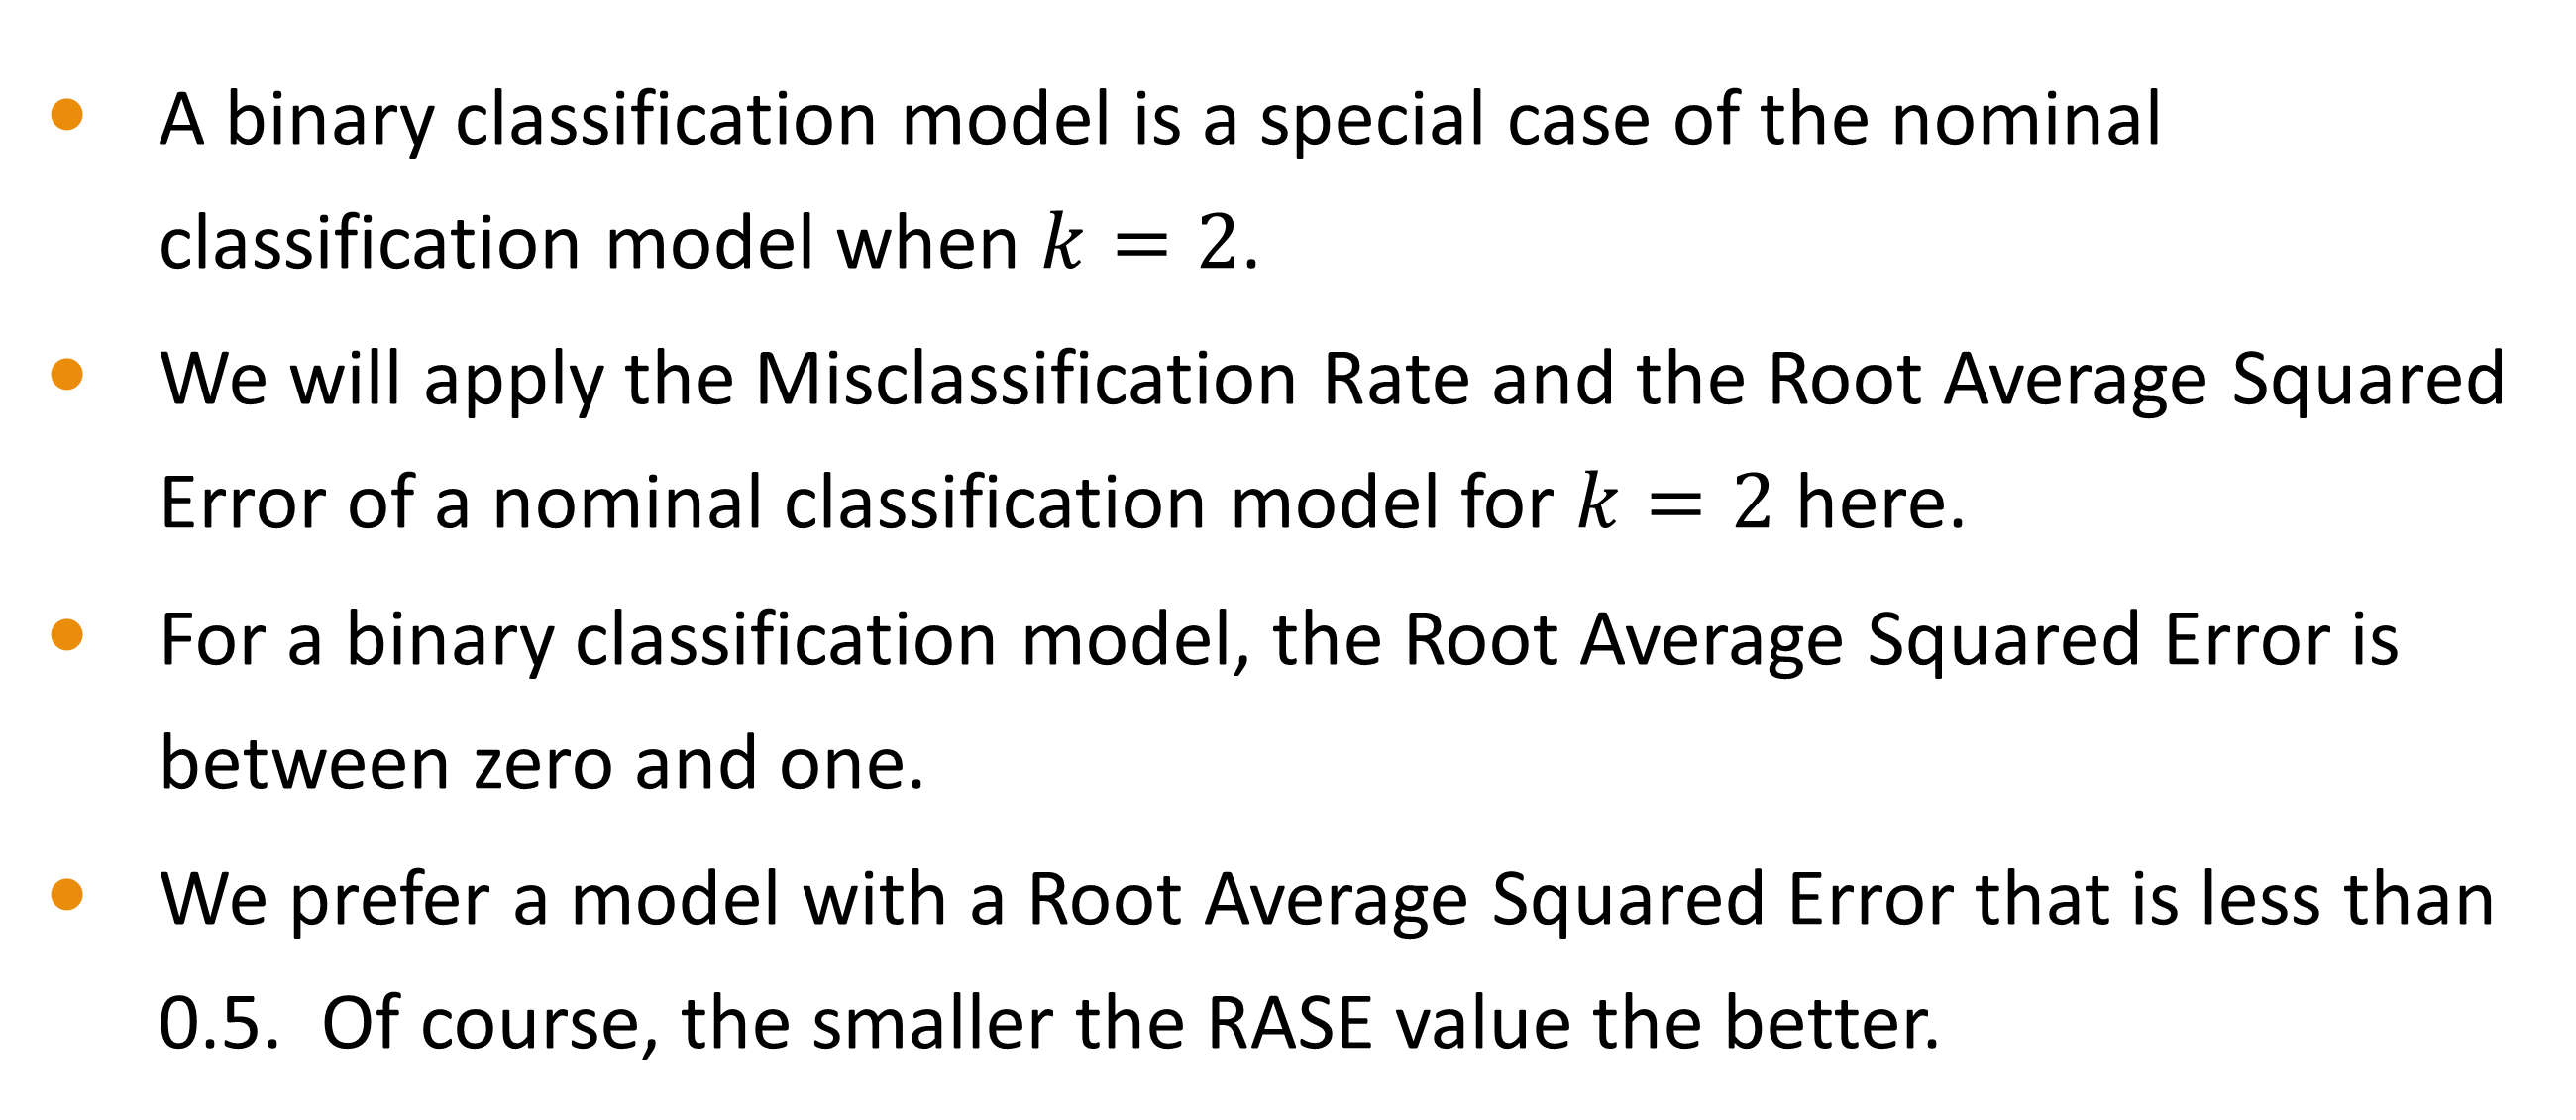 • A binary classification model is a special case of the nominal
classification model when k = 2.
• We will apply the Misclassification Rate and the Root Average Squared
Error of a nominal classification model for k = 2 here.
• For a binary classification model, the Root Average Squared Error is
between zero and one.
• We prefer a model with a Root Average Squared Error that is less than
0.5.  Of course, the smaller the RASE value the better.